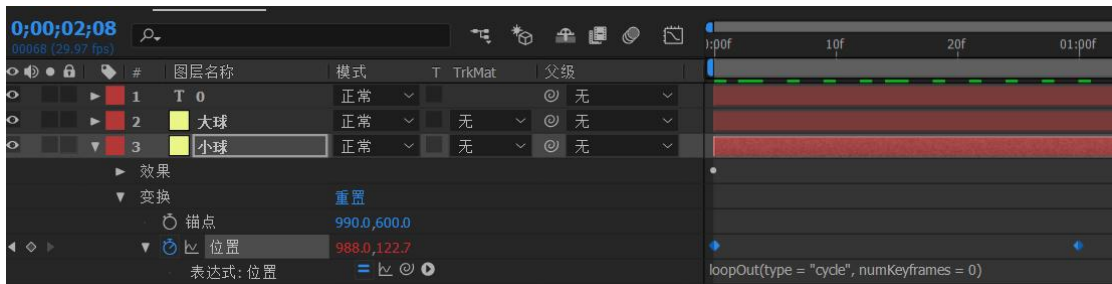 0;00;02;08
00068 (29.97 fps)
):00f 10f 20f 01:00f
# 图层名称 模式 T TrkMat 父级
1 T 0 正常 无
2 大球 正常 无 无
3 小球 正常 无 无
效果
变换 重置
锚点 990.0,600.0
位置 988.0,122.7
表达式: 位置 loopOut(type = "cycle", numKeyframes = 0)